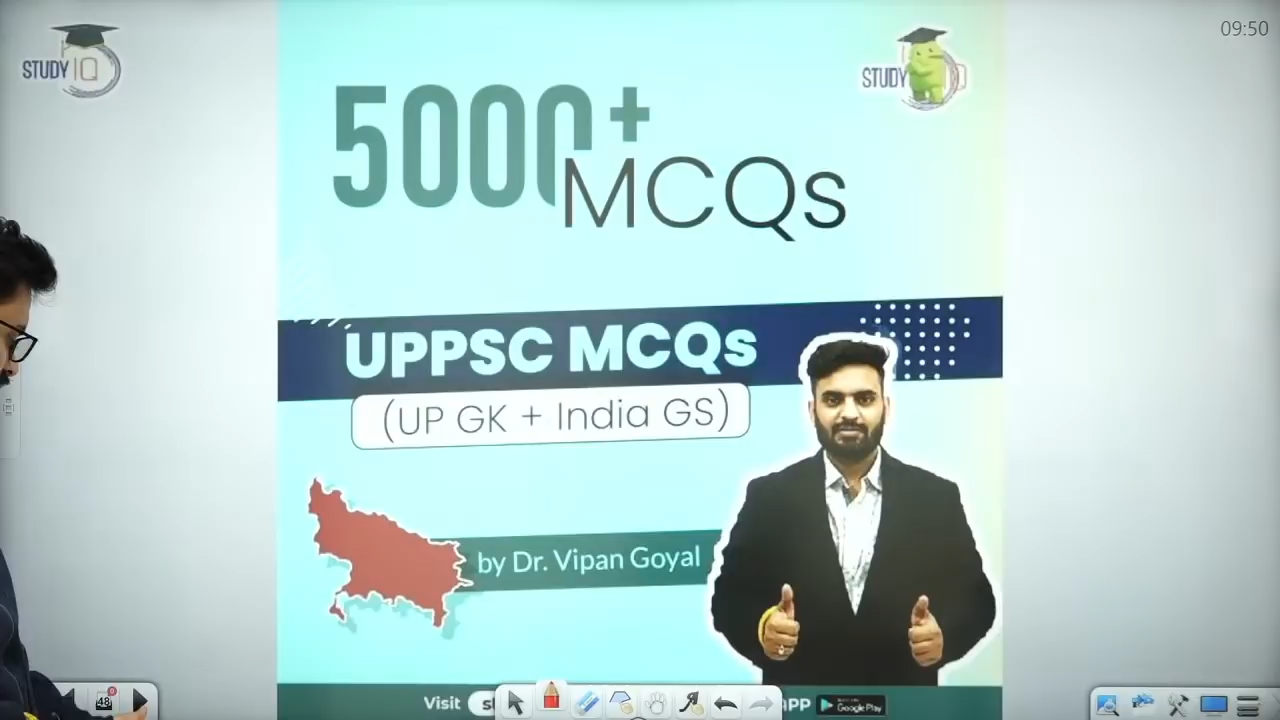 STUDY IQ
STUDY
09:50
5000+
MCQs
UPPSC MCQs
(UP GK + India GS)
by Dr. Vipan Goyal
Visit
Google Play
48